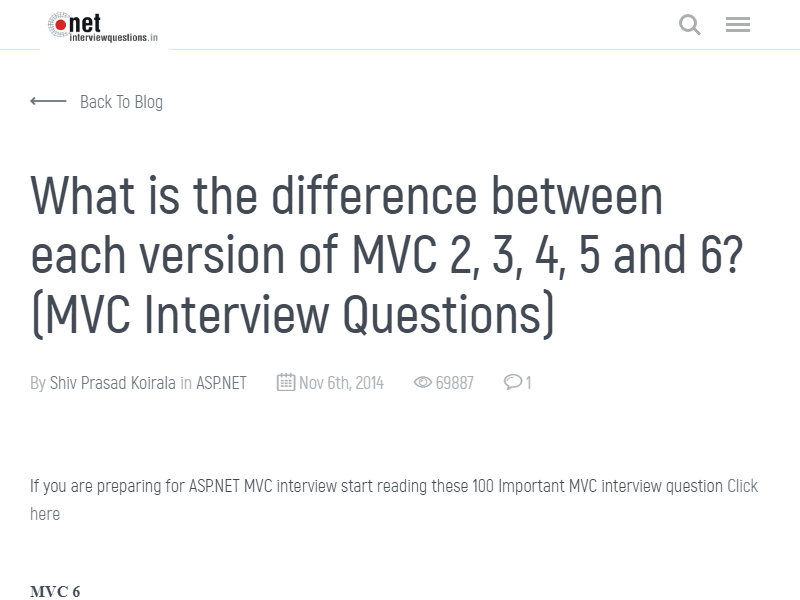 net
interviewquestions.in
Back To Blog
What is the difference between
each version of MVC 2, 3, 4, 5 and 6?
(MVC Interview Questions)
By Shiv Prasad Koirala in ASP.NET Nov 6th, 2014 69887 1
If you are preparing for ASP.NET MVC interview start reading these 100 Important MVC interview question Click
here
MVC 6